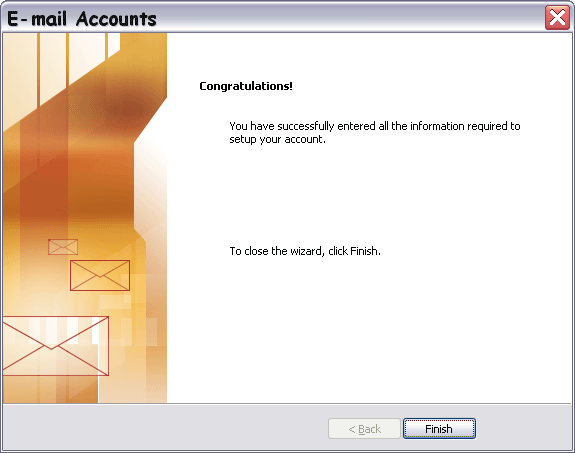 E-mail Accounts
Congratulations!
You have successfully entered all the information required to
setup your account.
To close the wizard, click Finish.
< Back
Finish